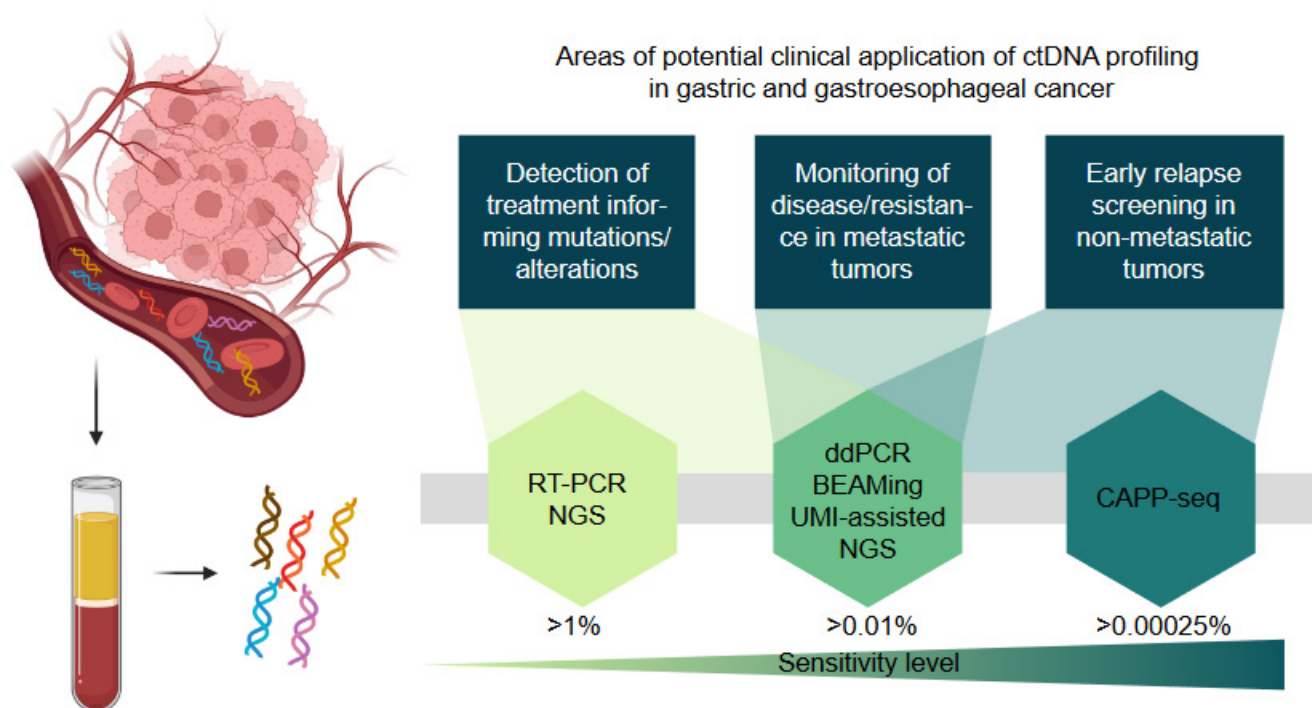 Areas of potential clinical application of ctDNA profiling
in gastric and gastroesophageal cancer
Detection of
treatment infor-
ming mutations/
alterations
Monitoring of
disease/resistan-
ce in metastatic
tumors
Early relapse
screening in
non-metastatic
tumors
RT-PCR
NGS
ddPCR
BEAMing
UMI-assisted
NGS
CAPP-seq
>1%
>0.01%
>0.00025%
Sensitivity level